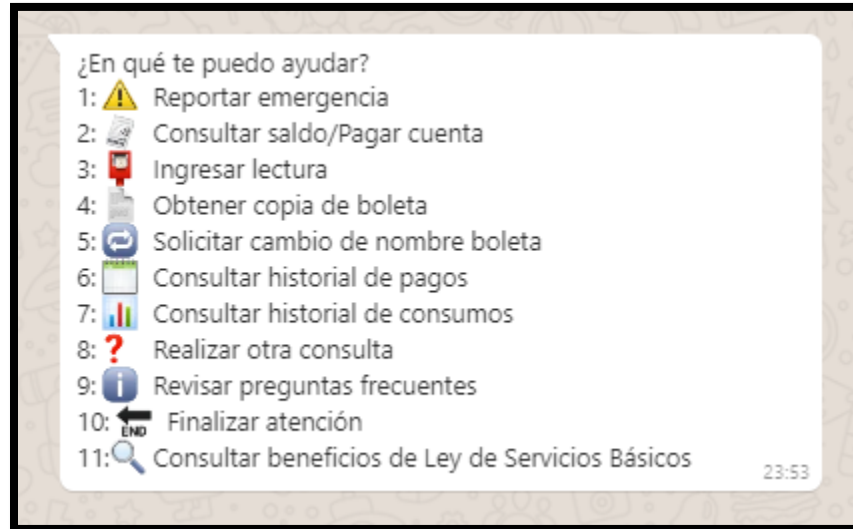 ¿En qué te puedo ayudar?
1: ⚠️ Reportar emergencia
2: 🧾 Consultar saldo/Pagar cuenta
3: 📮 Ingresar lectura
4: 📄 Obtener copia de boleta
5: 🔁 Solicitar cambio de nombre boleta
6: 🗓 Consultar historial de pagos
7: 📊 Consultar historial de consumos
8: ❓ Realizar otra consulta
9: ℹ️ Revisar preguntas frecuentes
10: 🔚 Finalizar atención
11:🔍 Consultar beneficios de Ley de Servicios Básicos
23:53